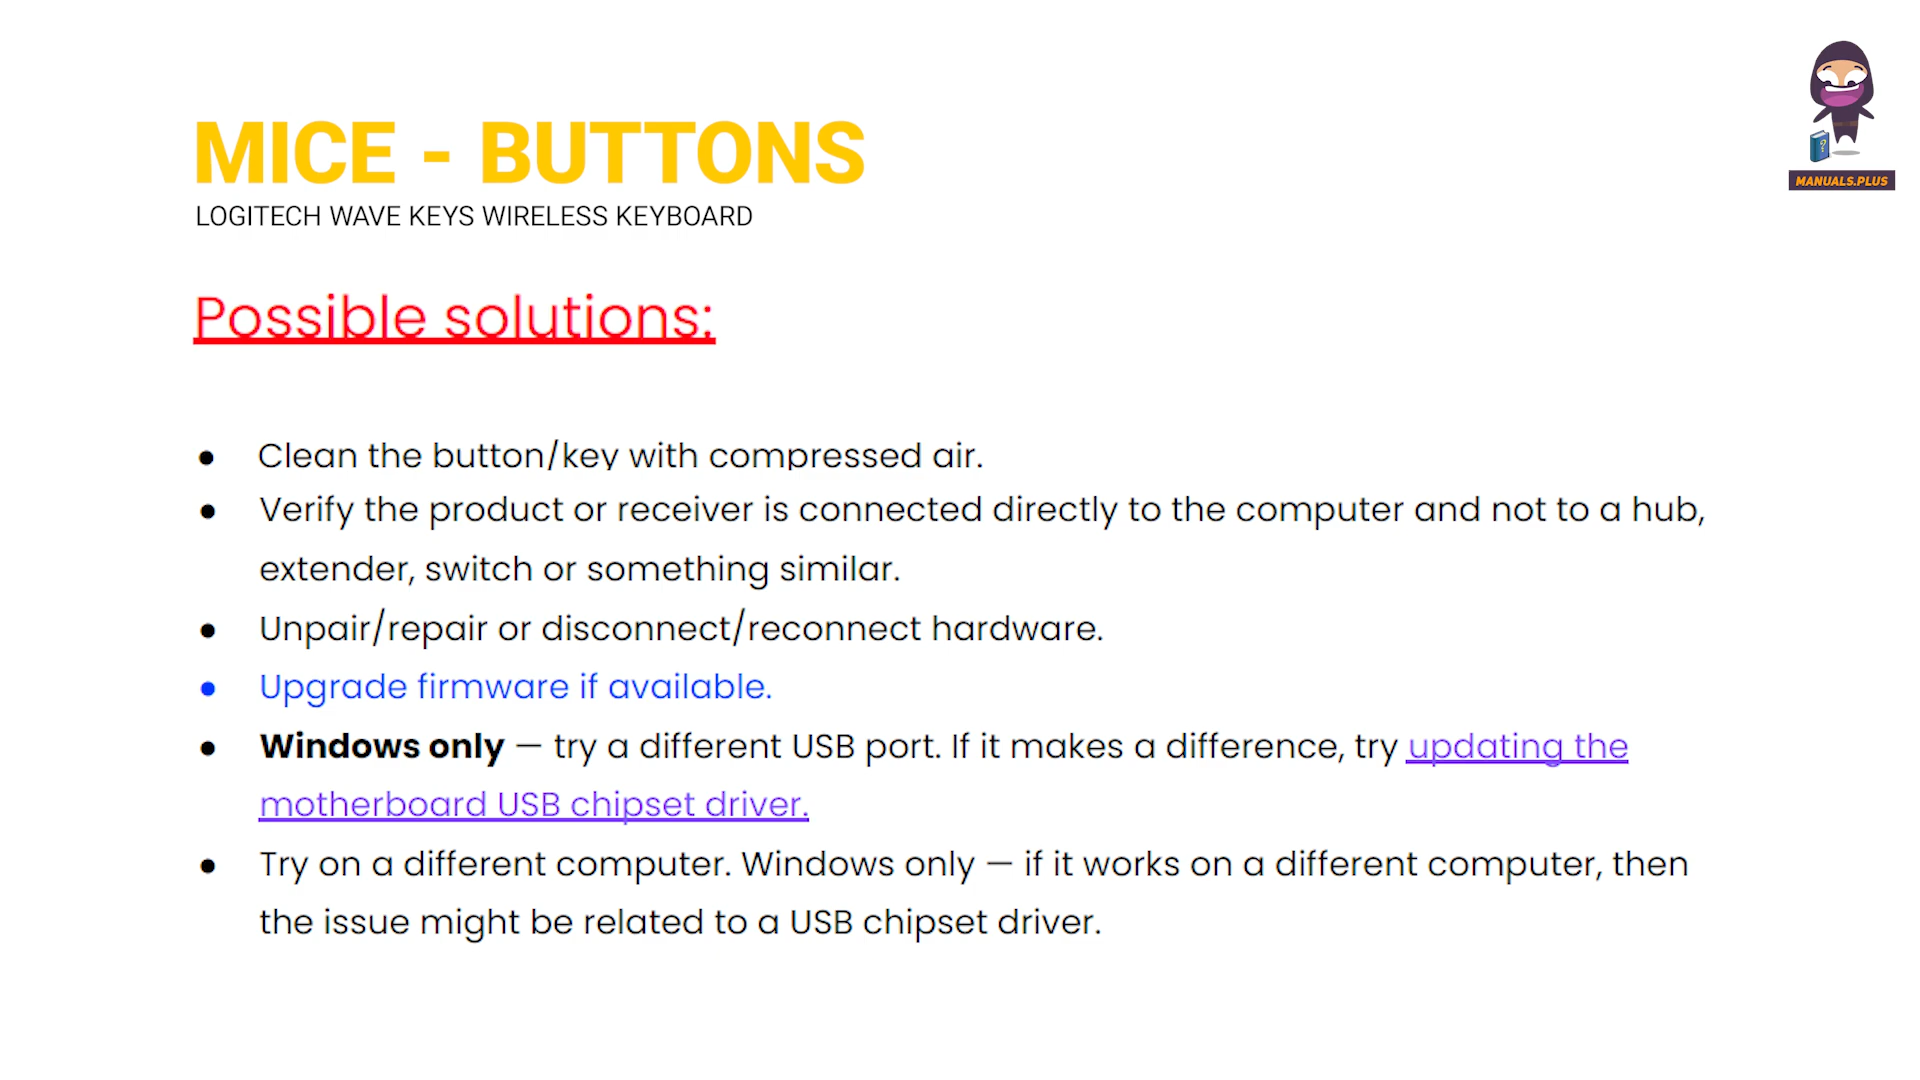 MANUALS.PLUS
MICE - BUTTONS
LOGITECH WAVE KEYS WIRELESS KEYBOARD
Possible solutions:
● Clean the button/key with compressed air.
● Verify the product or receiver is connected directly to the computer and not to a hub,
extender, switch or something similar.
● Unpair/repair or disconnect/reconnect hardware.
● Upgrade firmware if available.
● Windows only — try a different USB port. If it makes a difference, try updating the
motherboard USB chipset driver.
● Try on a different computer. Windows only — if it works on a different computer, then
the issue might be related to a USB chipset driver.